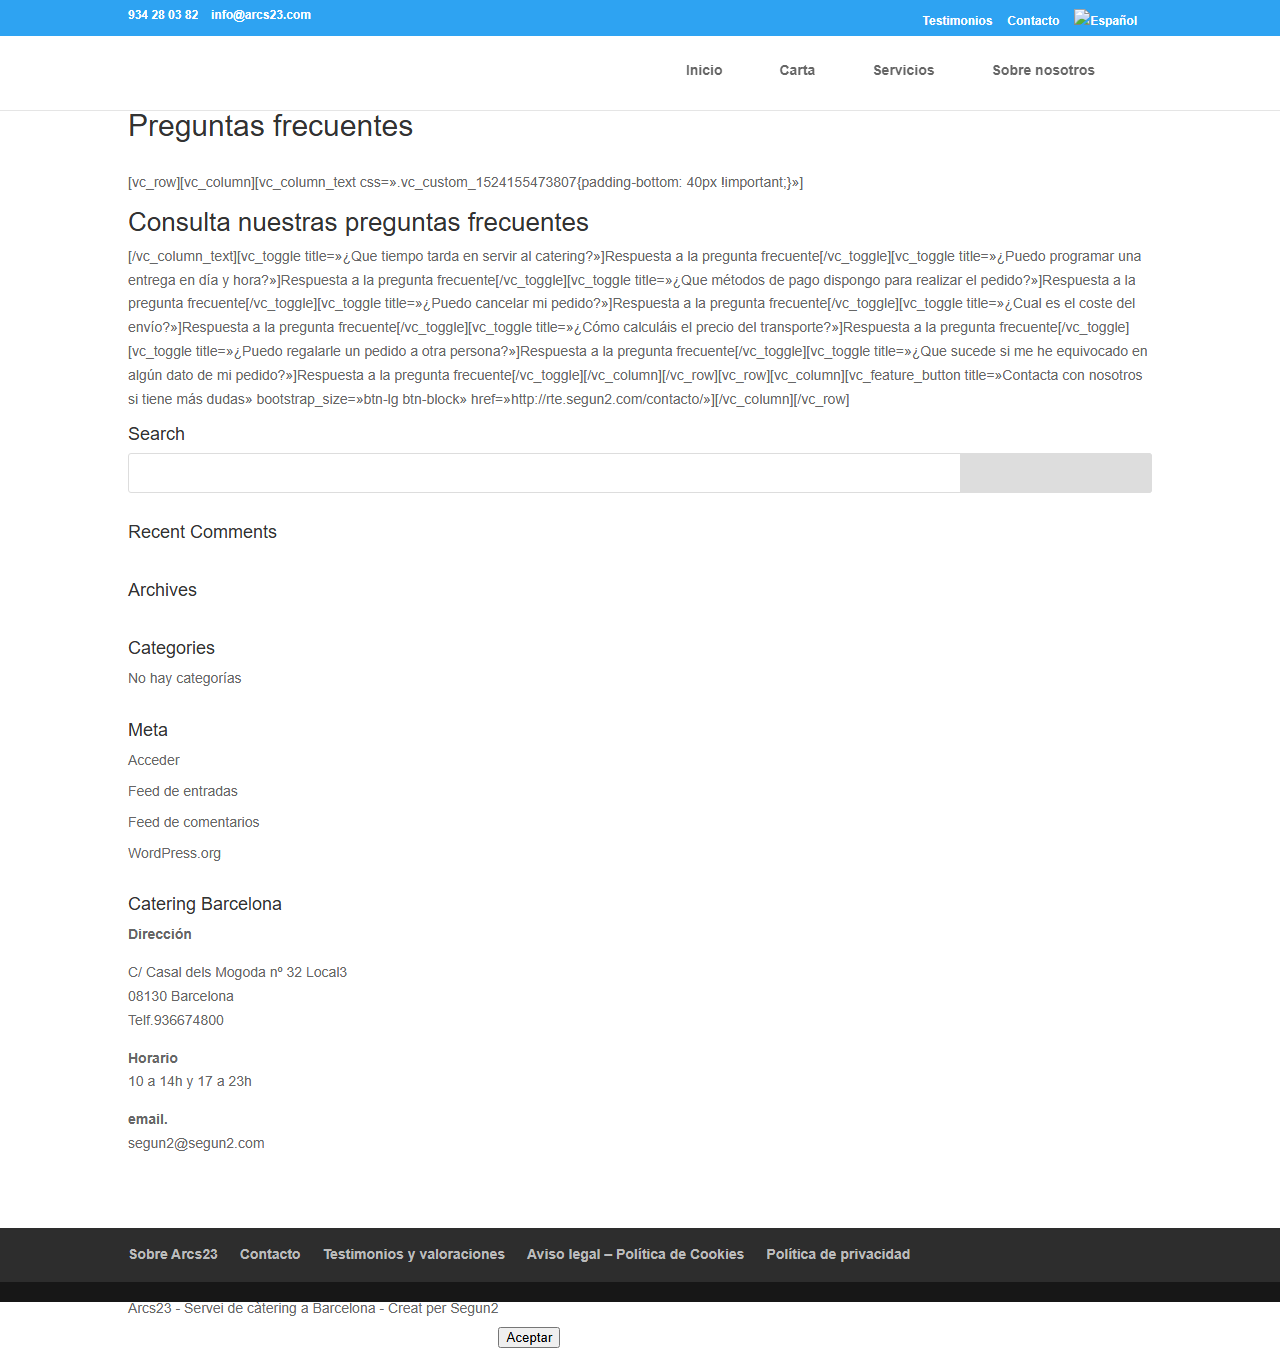 934 28 03 82 info@arcs23.com
Testimonios Contacto Español
Inicio Carta Servicios Sobre nosotros
Preguntas frecuentes
[vc_row][vc_column][vc_column_text css=».vc_custom_1524155473807{padding-bottom: 40px !important;}»]
Consulta nuestras preguntas frecuentes
[/vc_column_text][vc_toggle title=»¿Que tiempo tarda en servir al catering?»]Respuesta a la pregunta frecuente[/vc_toggle][vc_toggle title=»¿Puedo programar una
entrega en día y hora?»]Respuesta a la pregunta frecuente[/vc_toggle][vc_toggle title=»¿Que métodos de pago dispongo para realizar el pedido?»]Respuesta a la
pregunta frecuente[/vc_toggle][vc_toggle title=»¿Puedo cancelar mi pedido?»]Respuesta a la pregunta frecuente[/vc_toggle][vc_toggle title=»¿Cual es el coste del
envío?»]Respuesta a la pregunta frecuente[/vc_toggle][vc_toggle title=»¿Cómo calculáis el precio del transporte?»]Respuesta a la pregunta frecuente[/vc_toggle]
[vc_toggle title=»¿Puedo regalarle un pedido a otra persona?»]Respuesta a la pregunta frecuente[/vc_toggle][vc_toggle title=»¿Que sucede si me he equivocado en
algún dato de mi pedido?»]Respuesta a la pregunta frecuente[/vc_toggle][/vc_column][/vc_row][vc_row][vc_column][vc_feature_button title=»Contacta con nosotros
si tiene más dudas» bootstrap_size=»btn-lg btn-block» href=»http://rte.segun2.com/contacto/»][/vc_column][/vc_row]
Search
Recent Comments
Archives
Categories
No hay categorías
Meta
Acceder
Feed de entradas
Feed de comentarios
WordPress.org
Catering Barcelona
Dirección
C/ Casal dels Mogoda nº 32 Local3
08130 Barcelona
Telf.936674800
Horario
10 a 14h y 17 a 23h
email.
segun2@segun2.com
Sobre Arcs23 Contacto Testimonios y valoraciones Aviso legal – Política de Cookies Política de privacidad
Arcs23 - Servei de càtering a Barcelona - Creat per Segun2
Aceptar